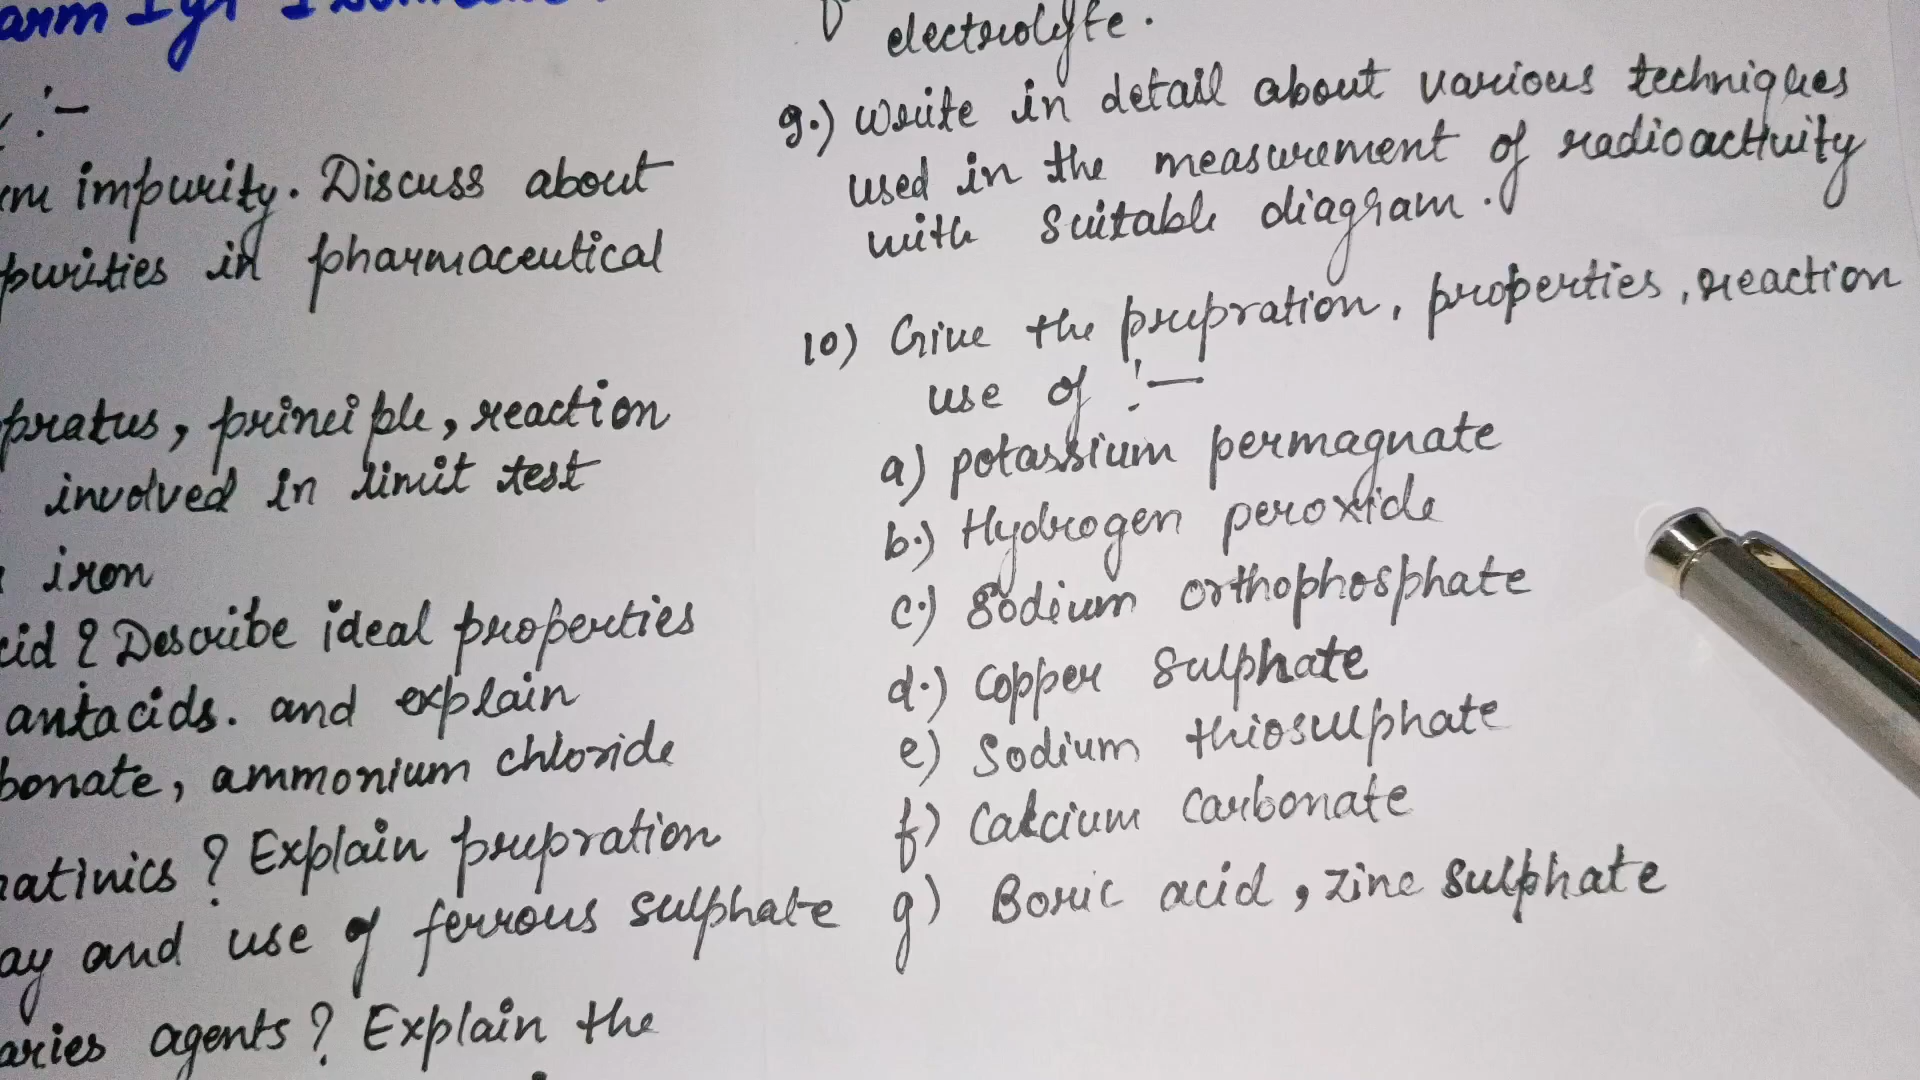 :-
impurity. Discuss about
purities in pharmaceutical
pratus, principle, reaction
involved in limit test
iron
cid ? Describe ideal properties
antacids. and explain
bonate, ammonium chloride
atinics ? Explain prepration
ay and use of ferrous sulphate
aries agents ? Explain the
electrolyte.
9.) Write in detail about various techniques
used in the measurement of radioactivity
with suitable diagram.
10) Give the prepration, properties, reaction
use of :-
a) potassium permagnate
b.) Hydrogen peroxide
c.) Sodium orthophosphate
d.) Copper Sulphate
e) Sodium thiosulphate
f) Calcium Carbonate
g) Boric acid, zinc sulphate